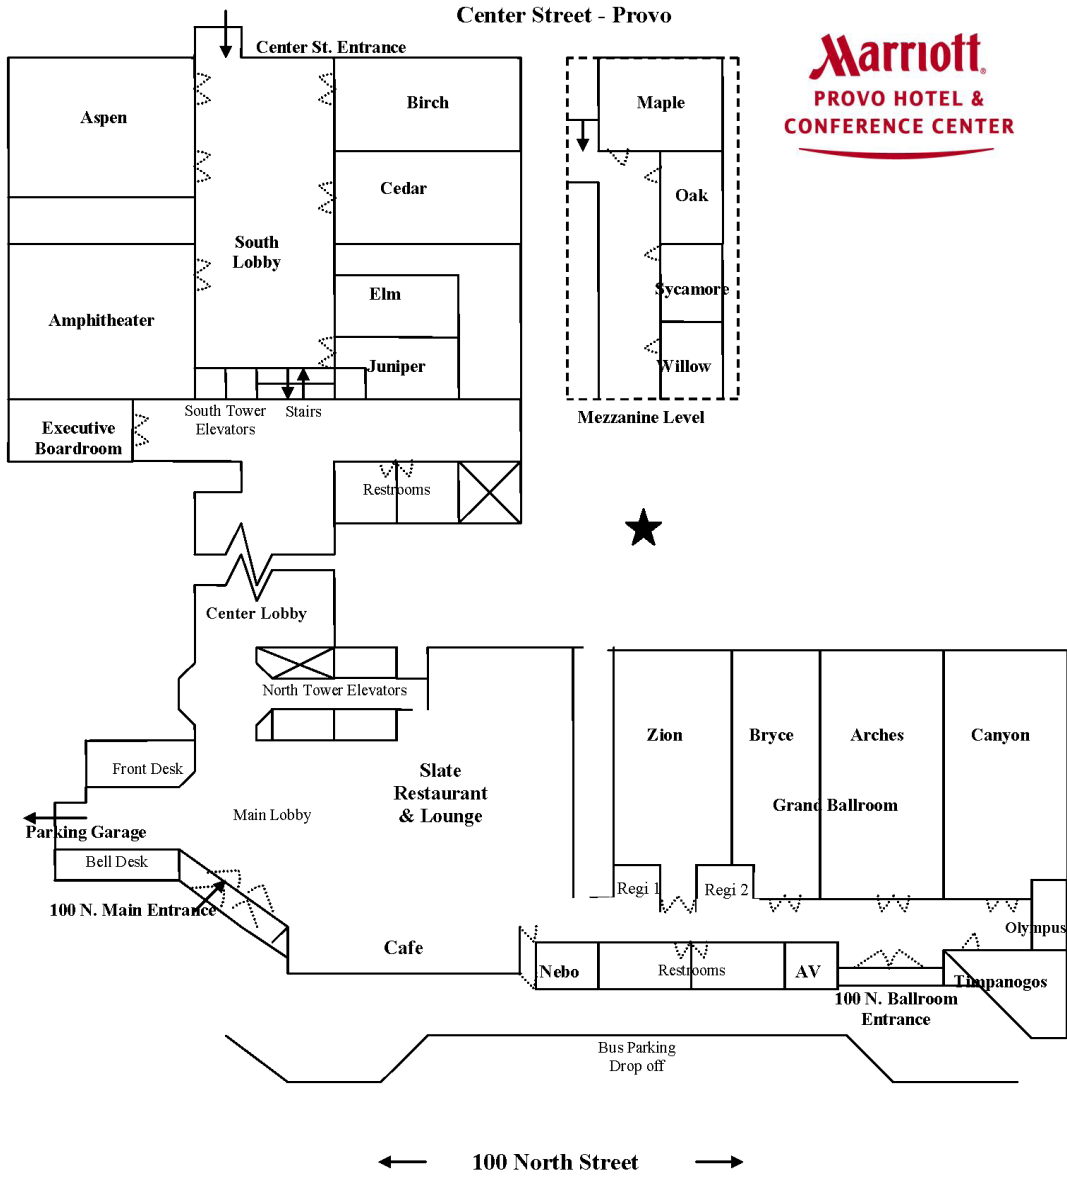 Center Street - Provo
Center St. Entrance
Marriott
PROVO HOTEL &
CONFERENCE CENTER
Aspen
Birch
Maple
Cedar
Oak
South
Lobby
Elm
Sycamore
Amphitheater
Juniper
Willow
South Tower
Elevators
Stairs
Mezzanine Level
Executive
Boardroom
Restrooms
Center Lobby
North Tower Elevators
Zion
Bryce
Arches
Canyon
Front Desk
Slate
Restaurant
& Lounge
Grand Ballroom
Main Lobby
Parking Garage
Bell Desk
Regi 1
Regi 2
100 N. Main Entrance
Olympus
Cafe
Nebo
Restrooms
AV
Timpanogos
100 N. Ballroom
Entrance
Bus Parking
Drop off
100 North Street